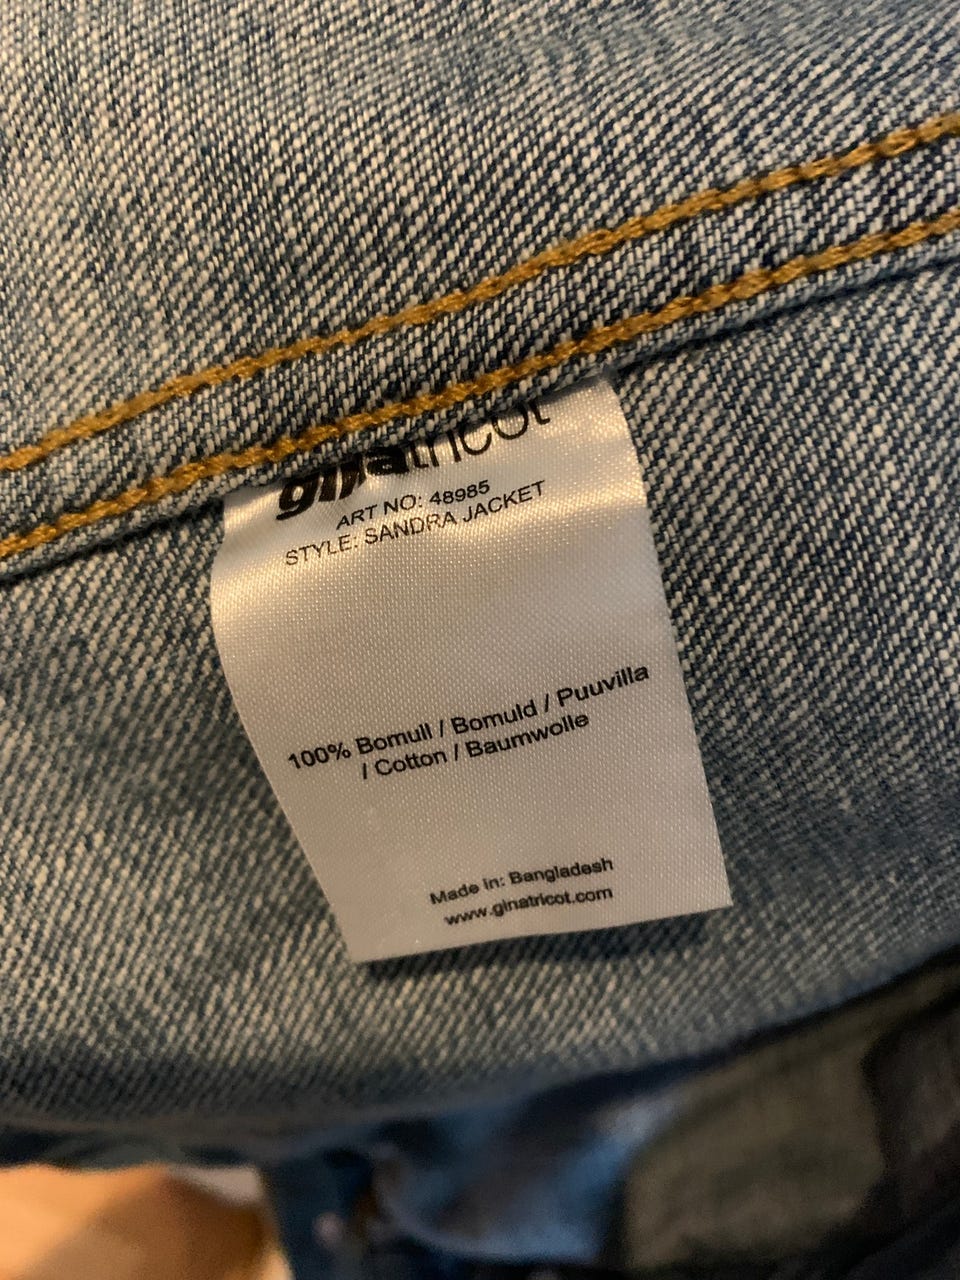 ginatricot
ART NO: 48985
STYLE: SANDRA JACKET
100% Bomull / Bomuld / Puuvilla
/ Cotton / Baumwolle
Made in: Bangladesh
www.ginatricot.com